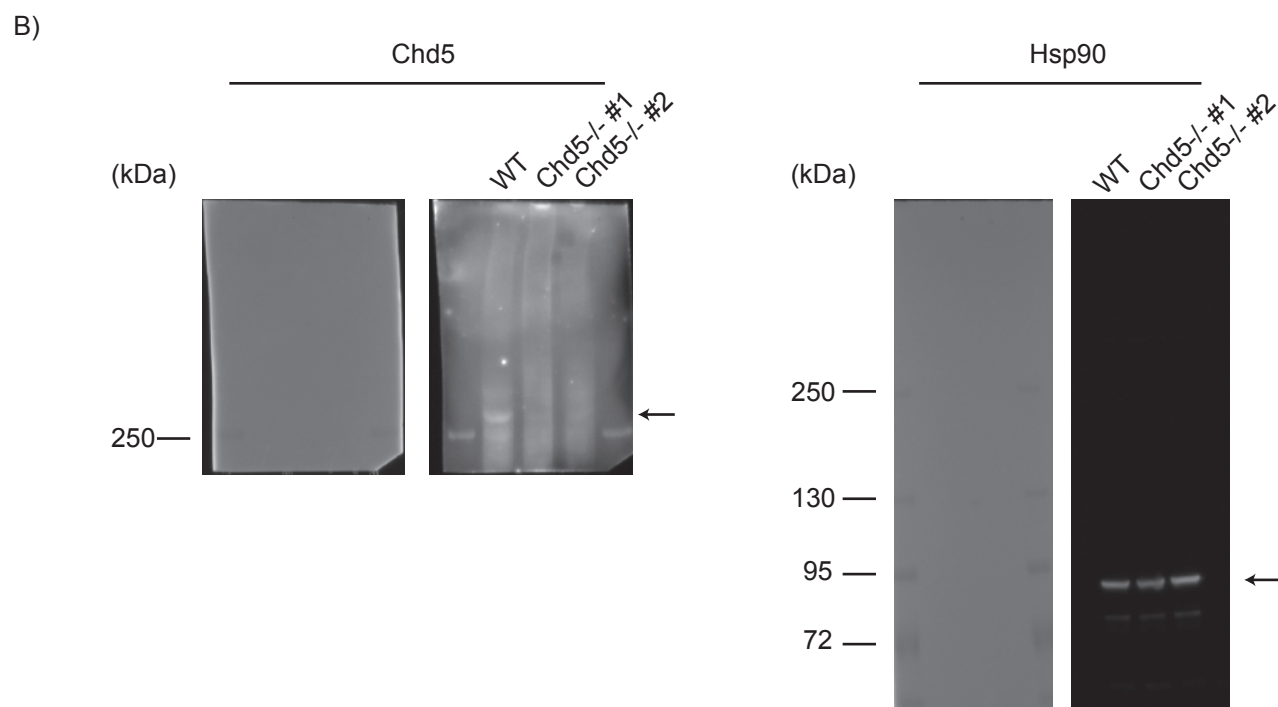 B)
Chd5
Hsp90
WT
Chd5-/- #1
Chd5-/- #2
WT
Chd5-/- #1
Chd5-/- #2
(kDa)
(kDa)
250
250
130
95
72